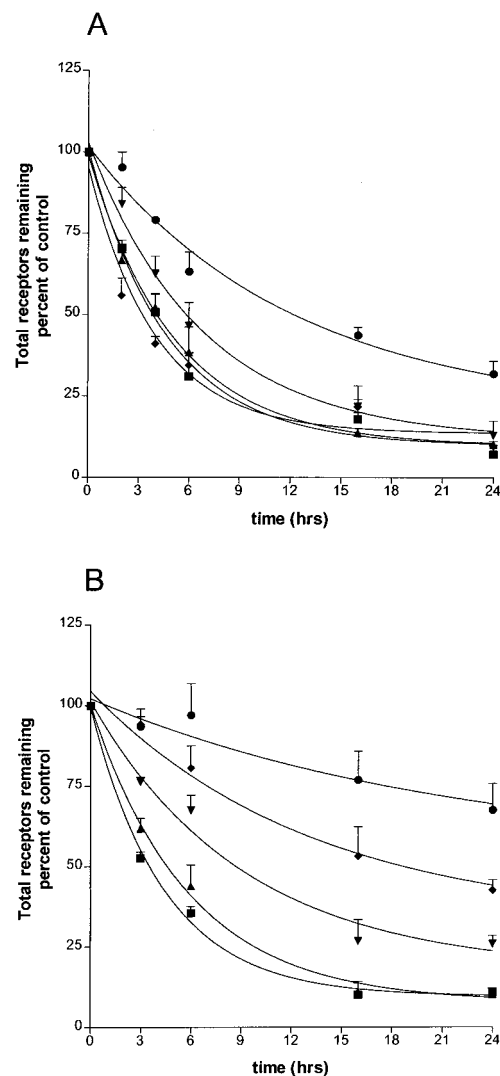 A
125
100
75
50
25
0
Total receptors remaining
percent of control
0 3 6 9 12 15 18 21 24
time (hrs)
B
125
100
75
50
25
0
Total receptors remaining
percent of control
0 3 6 9 12 15 18 21 24
time (hrs)